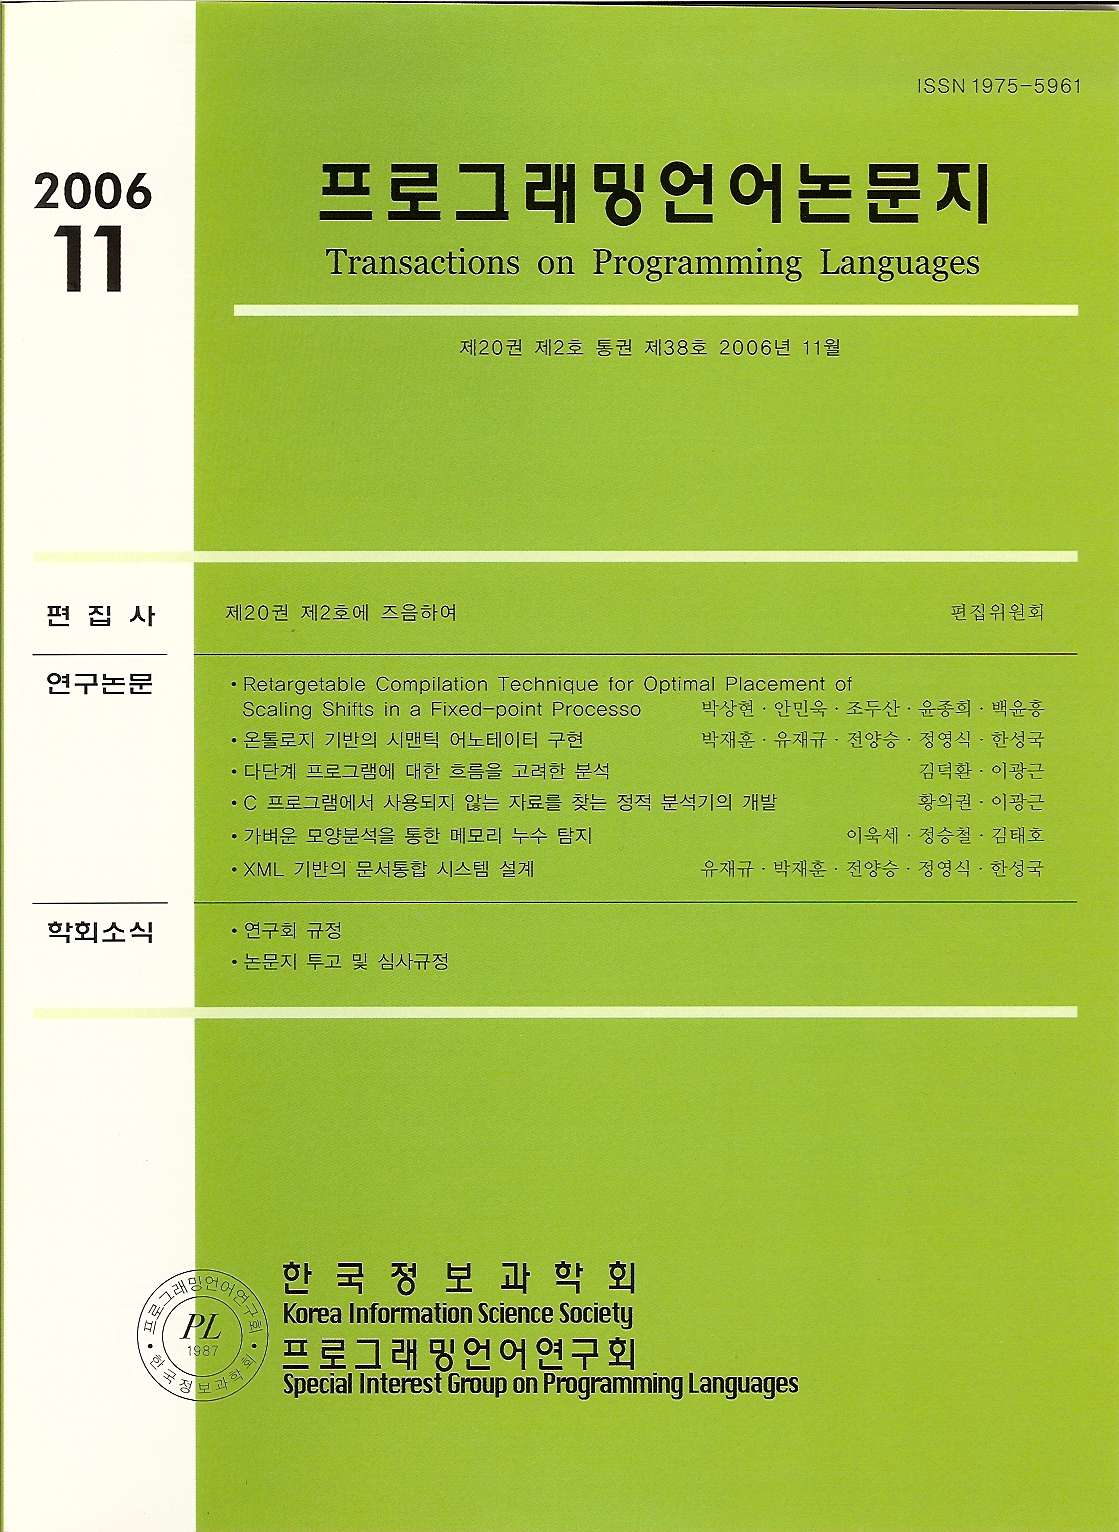 ISSN 1975-5961
2006
11
프로그래밍언어논문지
Transactions on Programming Languages
제20권 제2호 통권 제38호 2006년 11월
편 집 사
제20권 제2호에 즈음하여 편집위원회
연구논문
• Retargetable Compilation Technique for Optimal Placement of
Scaling Shifts in a Fixed-point Processo 박상현 · 안민욱 · 조두산 · 윤종희 · 백윤흥
• 온톨로지 기반의 시맨틱 어노테이터 구현 박재훈 · 유재규 · 전양승 · 정영식 · 한성국
• 다단계 프로그램에 대한 흐름을 고려한 분석 김덕환 · 이광근
• C 프로그램에서 사용되지 않는 자료를 찾는 정적 분석기의 개발 황의권 · 이광근
• 가벼운 모양분석을 통한 메모리 누수 탐지 이욱세 · 정승철 · 김태호
• XML 기반의 문서통합 시스템 설계 유재규 · 박재훈 · 전양승 · 정영식 · 한성국
학회소식
• 연구회 규정
• 논문지 투고 및 심사규정
프로그래밍언어연구회
PL
1987
한국정보과학회
한 국 정 보 과 학 회
Korea Information Science Society
프로그래밍언어연구회
Special Interest Group on Programming Languages